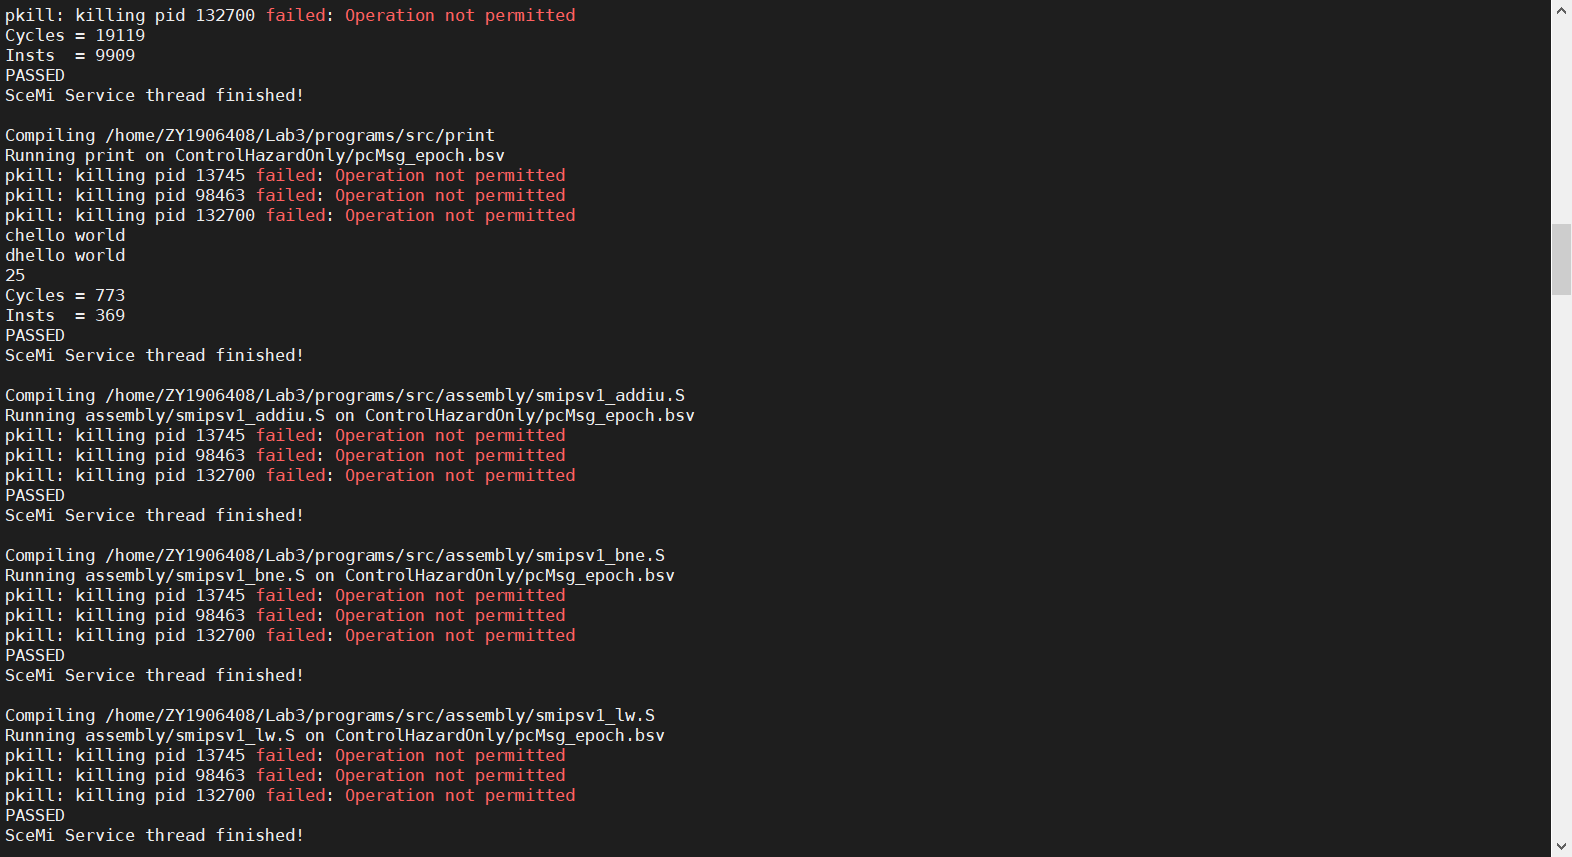 pkill: killing pid 132700 failed: Operation not permitted
Cycles = 19119
Insts  = 9909
PASSED
SceMi Service thread finished!

Compiling /home/ZY1906408/Lab3/programs/src/print
Running print on ControlHazardOnly/pcMsg_epoch.bsv
pkill: killing pid 13745 failed: Operation not permitted
pkill: killing pid 98463 failed: Operation not permitted
pkill: killing pid 132700 failed: Operation not permitted
chello world
dhello world
25
Cycles = 773
Insts  = 369
PASSED
SceMi Service thread finished!

Compiling /home/ZY1906408/Lab3/programs/src/assembly/smipsv1_addiu.S
Running assembly/smipsv1_addiu.S on ControlHazardOnly/pcMsg_epoch.bsv
pkill: killing pid 13745 failed: Operation not permitted
pkill: killing pid 98463 failed: Operation not permitted
pkill: killing pid 132700 failed: Operation not permitted
PASSED
SceMi Service thread finished!

Compiling /home/ZY1906408/Lab3/programs/src/assembly/smipsv1_bne.S
Running assembly/smipsv1_bne.S on ControlHazardOnly/pcMsg_epoch.bsv
pkill: killing pid 13745 failed: Operation not permitted
pkill: killing pid 98463 failed: Operation not permitted
pkill: killing pid 132700 failed: Operation not permitted
PASSED
SceMi Service thread finished!

Compiling /home/ZY1906408/Lab3/programs/src/assembly/smipsv1_lw.S
Running assembly/smipsv1_lw.S on ControlHazardOnly/pcMsg_epoch.bsv
pkill: killing pid 13745 failed: Operation not permitted
pkill: killing pid 98463 failed: Operation not permitted
pkill: killing pid 132700 failed: Operation not permitted
PASSED
SceMi Service thread finished!